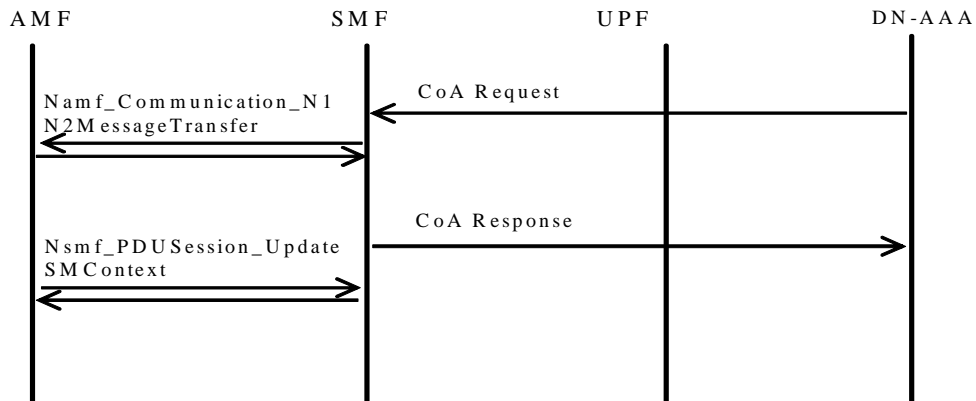 AMF SMF UPF DN-AAA
CoA Request
Namf_Communication_N1
N2MessageTransfer
CoA Response
Nsmf_PDUSession_Update
SMContext